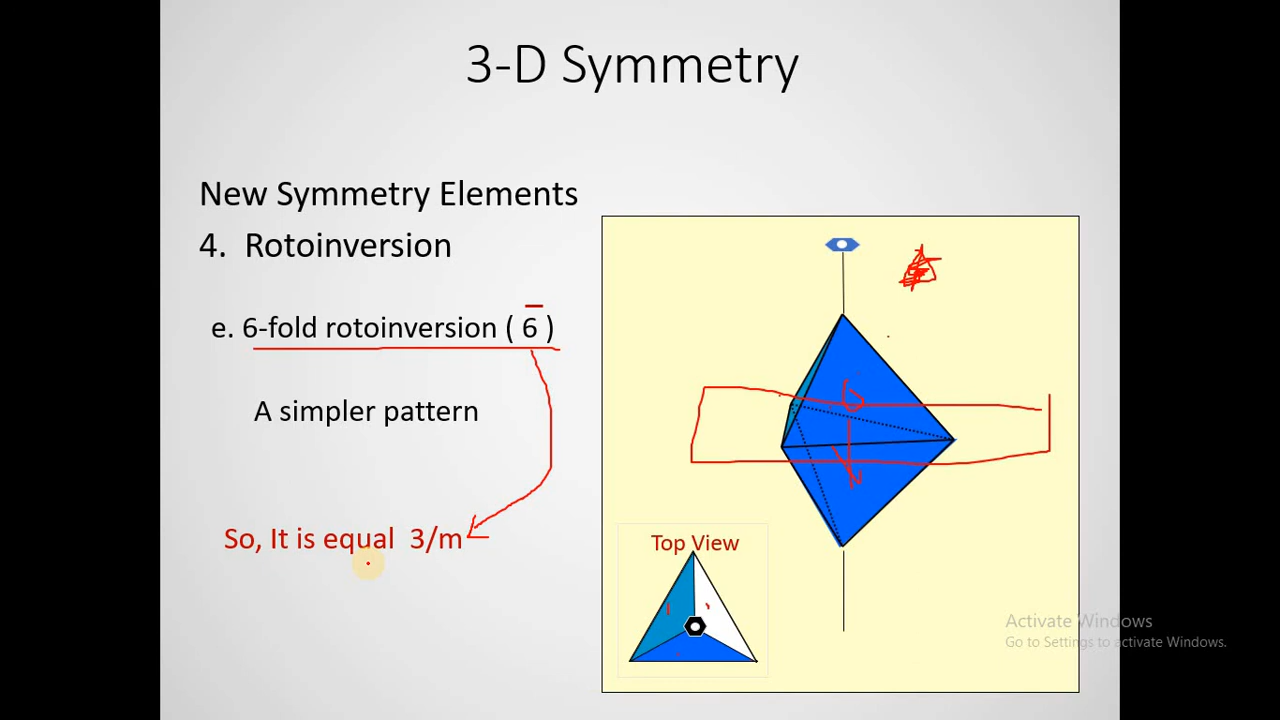 3-D Symmetry
New Symmetry Elements
4. Rotoinversion
e. 6-fold rotoinversion ( 6̅ )
A simpler pattern
So, It is equal 3/m
Top View
Activate Windows
Go to Settings to activate Windows.